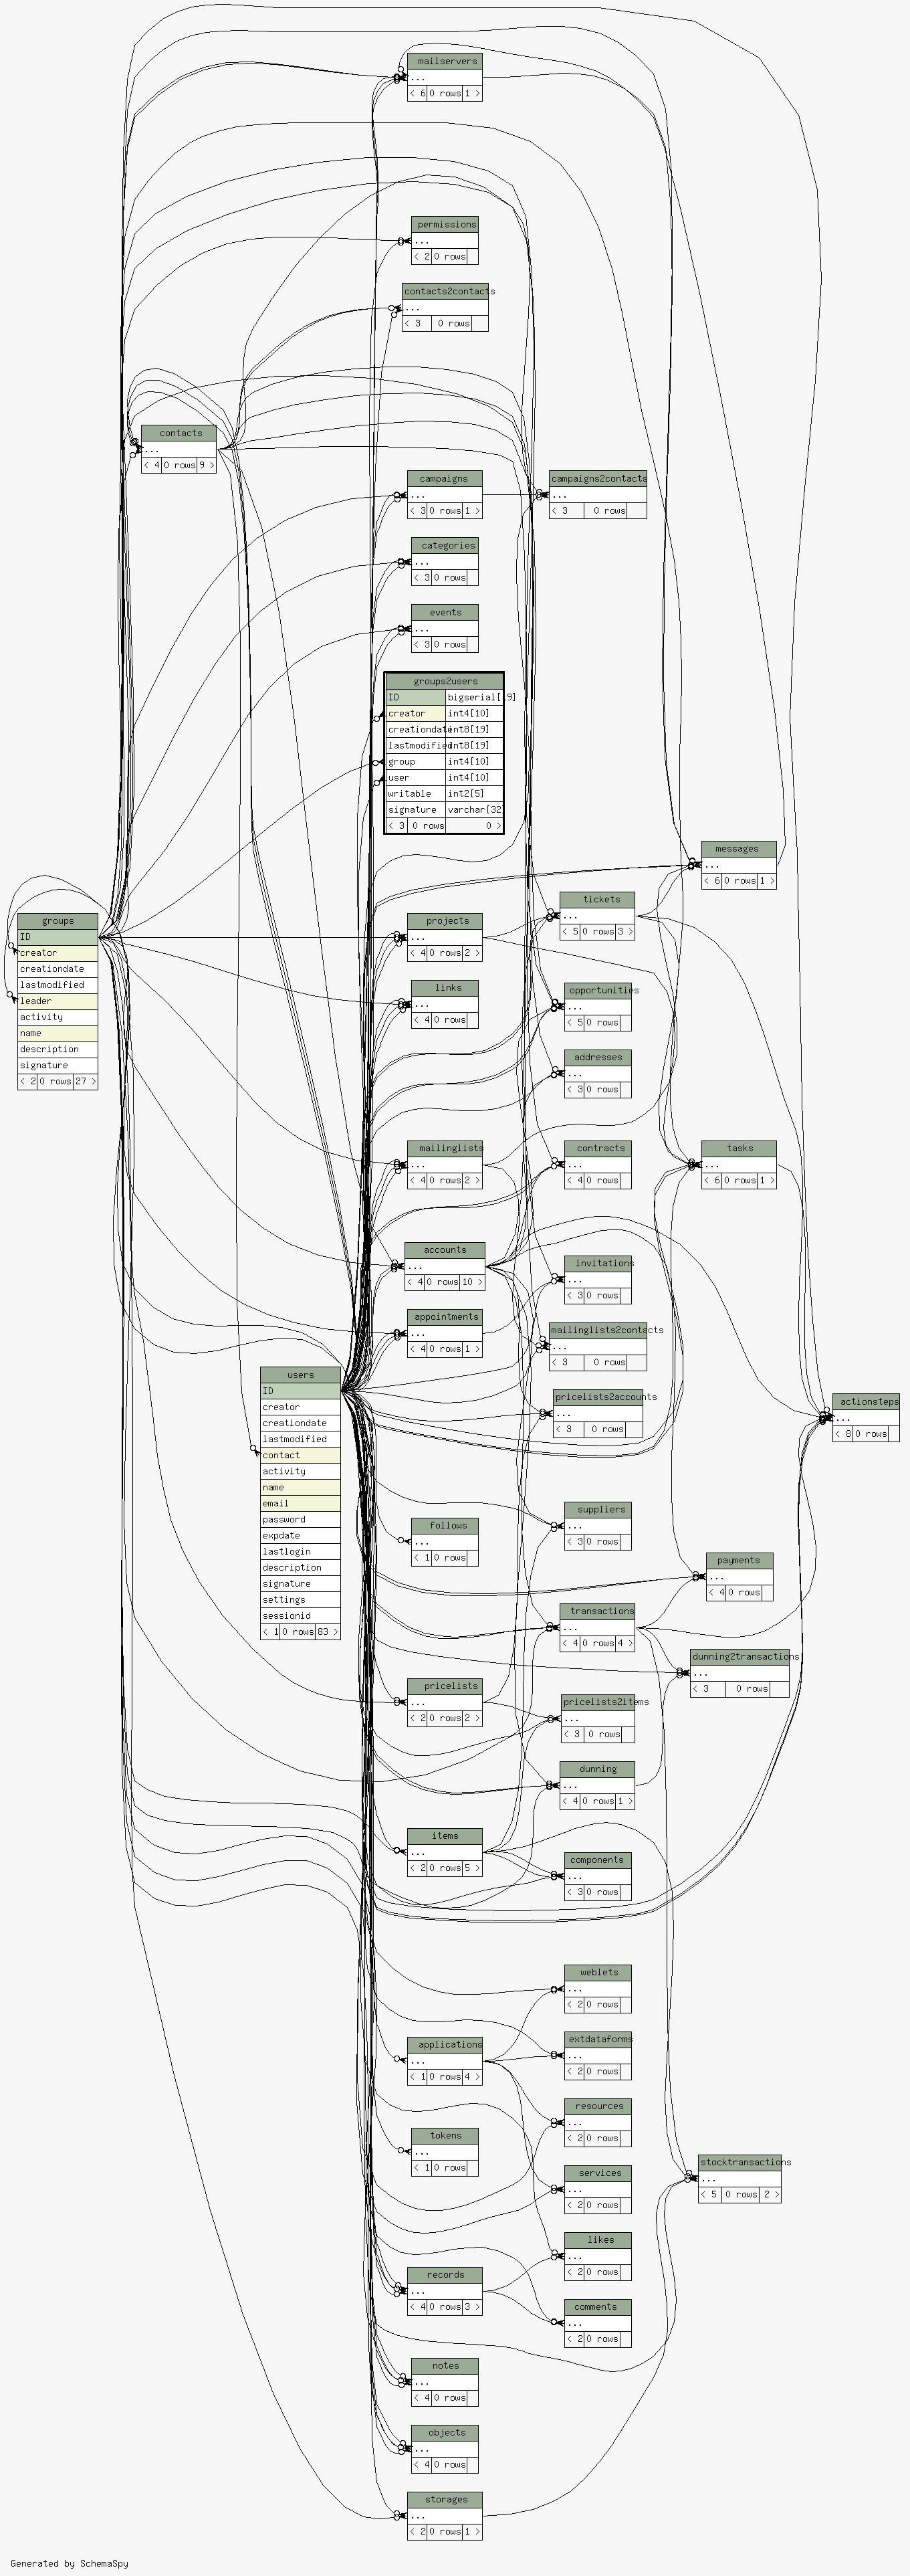 mailservers
...
< 6 0 rows 1 >
permissions
...
< 2 0 rows
contacts2contacts
...
< 3 0 rows
contacts
...
< 4 0 rows 9 >
campaigns
...
< 3 0 rows 1 >
campaigns2contacts
...
< 3 0 rows
categories
...
< 3 0 rows
events
...
< 3 0 rows
groups2users
ID bigserial[19]
creator int4[10]
creationdate int8[19]
lastmodified int8[19]
group int4[10]
user int4[10]
writable int2[5]
signature varchar[32]
< 3 0 rows 0 >
messages
...
< 6 0 rows 1 >
tickets
...
< 5 0 rows 3 >
groups
ID
creator
creationdate
lastmodified
leader
activity
name
description
signature
< 2 0 rows 27 >
projects
...
< 4 0 rows 2 >
links
...
< 4 0 rows
opportunities
...
< 5 0 rows
addresses
...
< 3 0 rows
mailinglists
...
< 4 0 rows 2 >
contracts
...
< 4 0 rows
tasks
...
< 6 0 rows 1 >
accounts
...
< 4 0 rows 10 >
invitations
...
< 3 0 rows
appointments
...
< 4 0 rows 1 >
mailinglists2contacts
...
< 3 0 rows
users
ID
creator
creationdate
lastmodified
contact
activity
name
email
password
expdate
lastlogin
description
signature
settings
sessionid
< 1 0 rows 83 >
pricelists2accounts
...
< 3 0 rows
actionsteps
...
< 8 0 rows
suppliers
...
< 3 0 rows
follows
...
< 1 0 rows
payments
...
< 4 0 rows
transactions
...
< 4 0 rows 4 >
dunning2transactions
...
< 3 0 rows
pricelists
...
< 2 0 rows 2 >
pricelists2items
...
< 3 0 rows
dunning
...
< 4 0 rows 1 >
items
...
< 2 0 rows 5 >
components
...
< 3 0 rows
weblets
...
< 2 0 rows
applications
...
< 1 0 rows 4 >
extdataforms
...
< 2 0 rows
resources
...
< 2 0 rows
tokens
...
< 1 0 rows
stocktransactions
...
< 5 0 rows 2 >
services
...
< 2 0 rows
likes
...
< 2 0 rows
records
...
< 4 0 rows 3 >
comments
...
< 2 0 rows
notes
...
< 4 0 rows
objects
...
< 4 0 rows
storages
...
< 2 0 rows 1 >
Generated by SchemaSpy